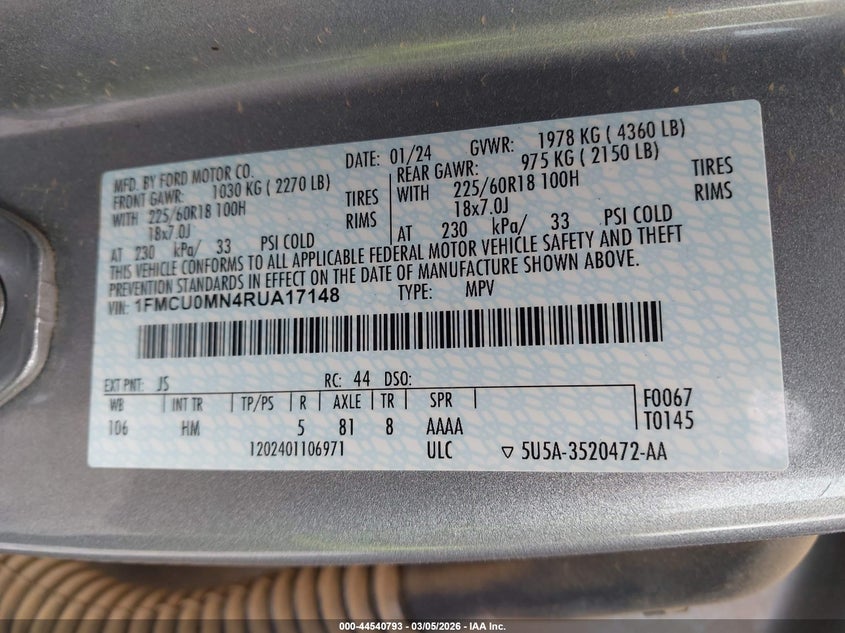 MFD. BY FORD MOTOR CO. DATE: 01/24 GVWR: 1978 KG ( 4360 LB)
FRONT GAWR: 1030 KG ( 2270 LB) REAR GAWR: 975 KG ( 2150 LB)
WITH 225/60R18 100H TIRES WITH 225/60R18 100H TIRES
18x7.0J RIMS 18x7.0J RIMS
AT 230 kPa/ 33 PSI COLD AT 230 kPa/ 33 PSI COLD
THIS VEHICLE CONFORMS TO ALL APPLICABLE FEDERAL MOTOR VEHICLE SAFETY AND THEFT
PREVENTION STANDARDS IN EFFECT ON THE DATE OF MANUFACTURE SHOWN ABOVE.
VIN: 1FMCU0MN4RUA17148 TYPE: MPV
EXT PNT: JS RC: 44 DSO:
WB INT TR TP/PS R AXLE TR SPR F0067
106 HM 5 81 8 AAAA T0145
1202401106971 ULC ▽ 5U5A-3520472-AA
000-44540793 - 03/05/2026 - IAA Inc.